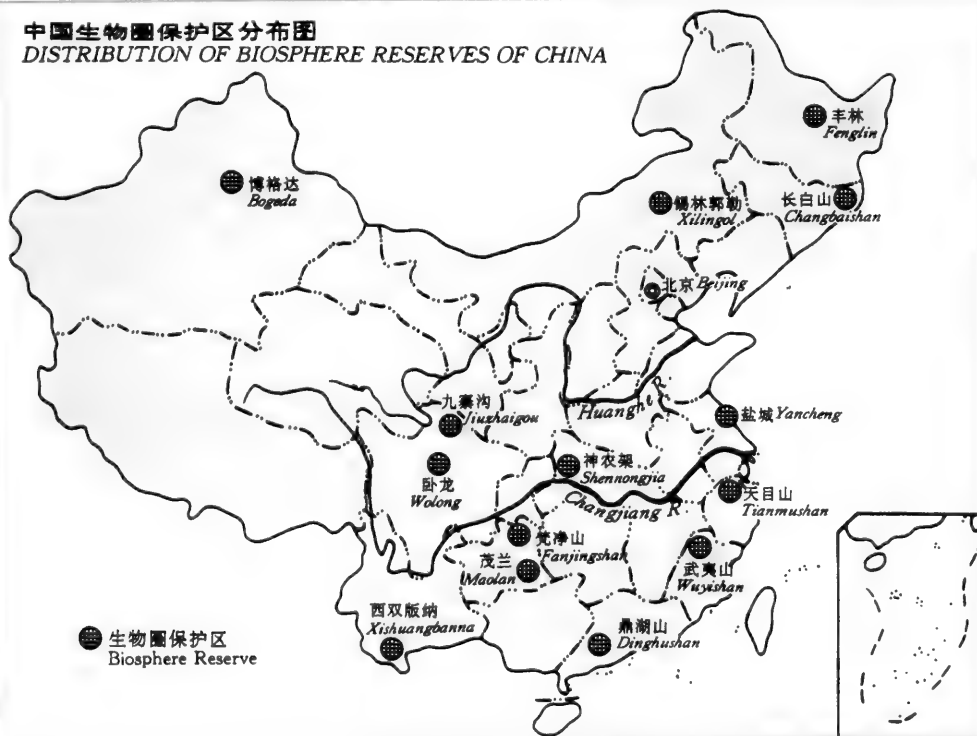 中国生物圈保护区分布图
DISTRIBUTION OF BIOSPHERE RESERVES OF CHINA
丰林
Fenglin
博格达
Bogeda
锡林郭勒
Xilingol
长白山
Changbaishan
北京 Beijing
九寨沟
Jiuzhaigou
Huanghe R.
盐城 Yancheng
神农架
Shennongjia
卧龙
Wolong
Changjiang R.
天目山
Tianmushan
梵净山
Fanjingshan
茂兰
Maolan
武夷山
Wuyishan
西双版纳
Xishuangbanna
鼎湖山
Dinghushan
生物圈保护区
Biosphere Reserve